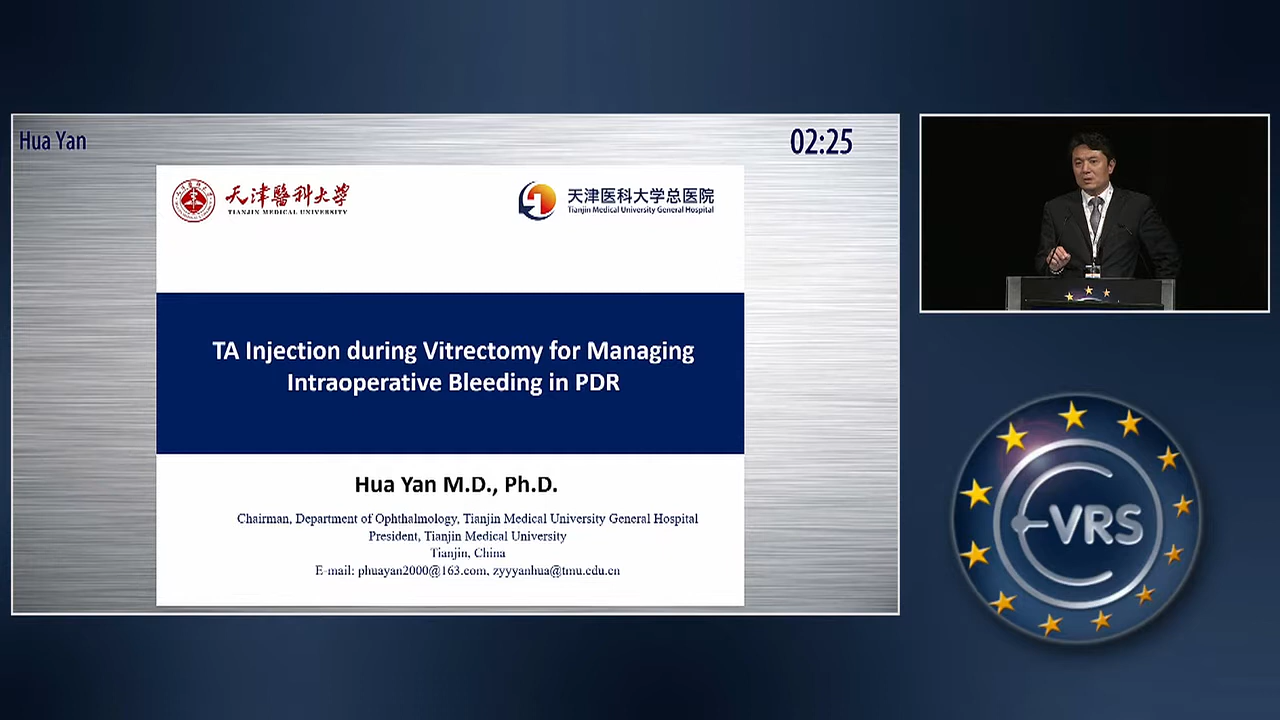 Hua Yan
02:25
天津醫科大学
TIANJIN MEDICAL UNIVERSITY
天津医科大学总医院
Tianjin Medical University General Hospital
TA Injection during Vitrectomy for Managing
Intraoperative Bleeding in PDR
Hua Yan M.D., Ph.D.
Chairman, Department of Ophthalmology, Tianjin Medical University General Hospital
President, Tianjin Medical University
Tianjin, China
E-mail: phuayan2000@163.com, zyyyanhua@tmu.edu.cn
EVRS